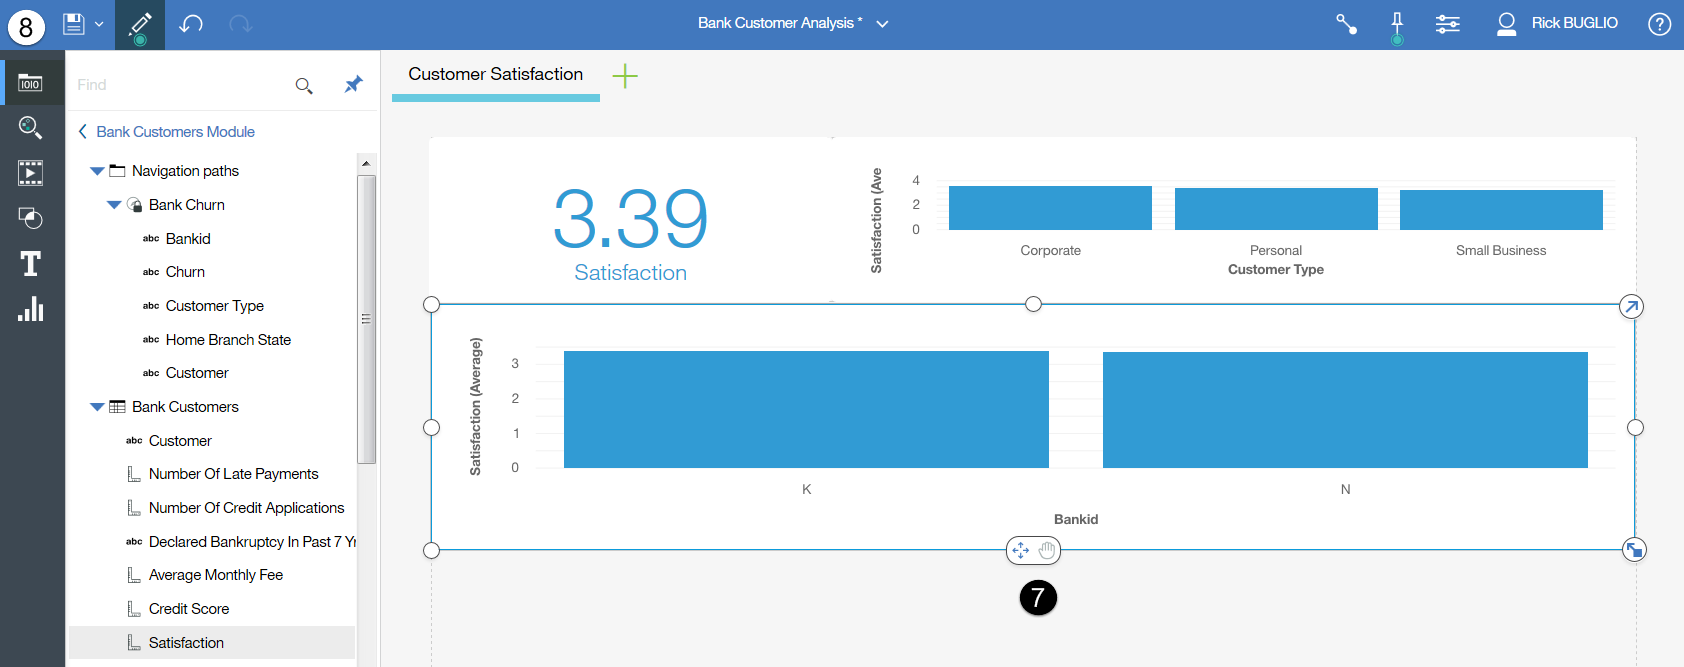 8
Bank Customer Analysis *
Rick BUGLIO
?
Find
Customer Satisfaction
Bank Customers Module
Navigation paths
Bank Churn
abc Bankid
abc Churn
abc Customer Type
abc Home Branch State
abc Customer
Bank Customers
abc Customer
Number Of Late Payments
Number Of Credit Applications
abc Declared Bankruptcy In Past 7 Yr
Average Monthly Fee
Credit Score
Satisfaction
1010
T
3.39
Satisfaction
Satisfaction (Ave
4
2
0
Corporate
Personal
Small Business
Customer Type
Satisfaction (Average)
3
2
1
0
K
N
Bankid
7